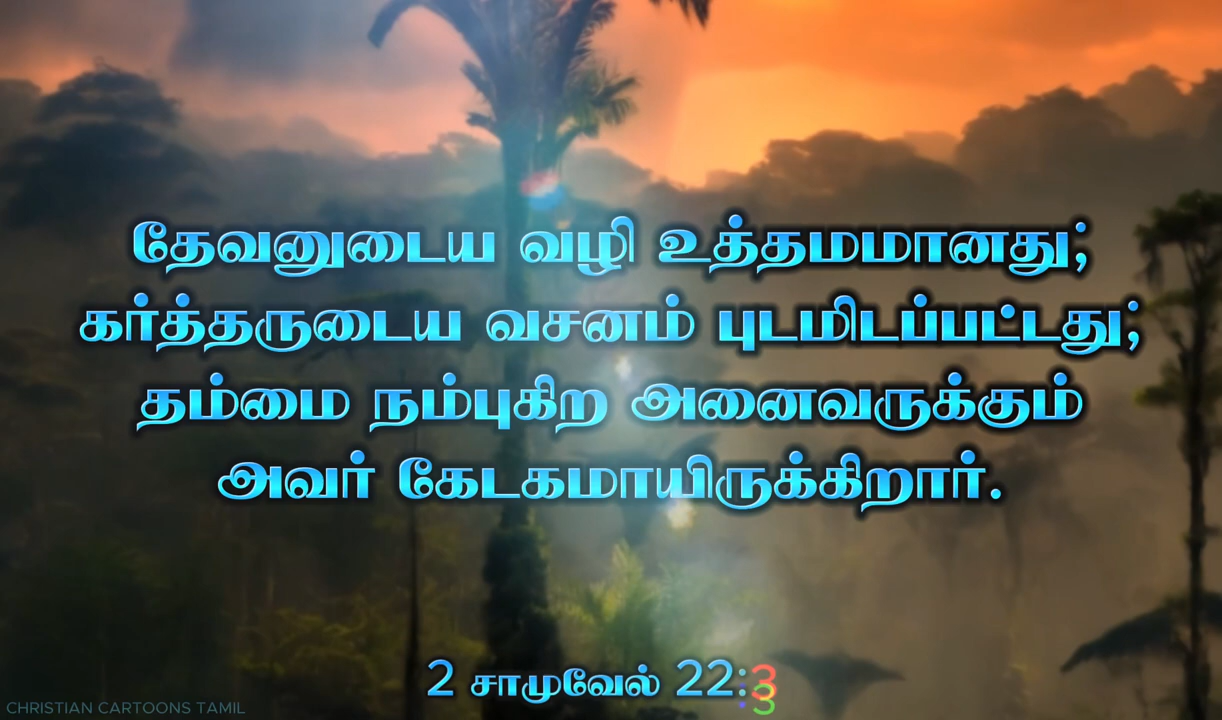 தேவனுடைய வழி உத்தமமானது;
கர்த்தருடைய வசனம் புடமிடப்பட்டது;
தம்மை நம்புகிற அனைவருக்கும்
அவர் கேடகமாயிருக்கிறார்.
2 சாமுவேல் 22:3
CHRISTIAN CARTOONS TAMIL